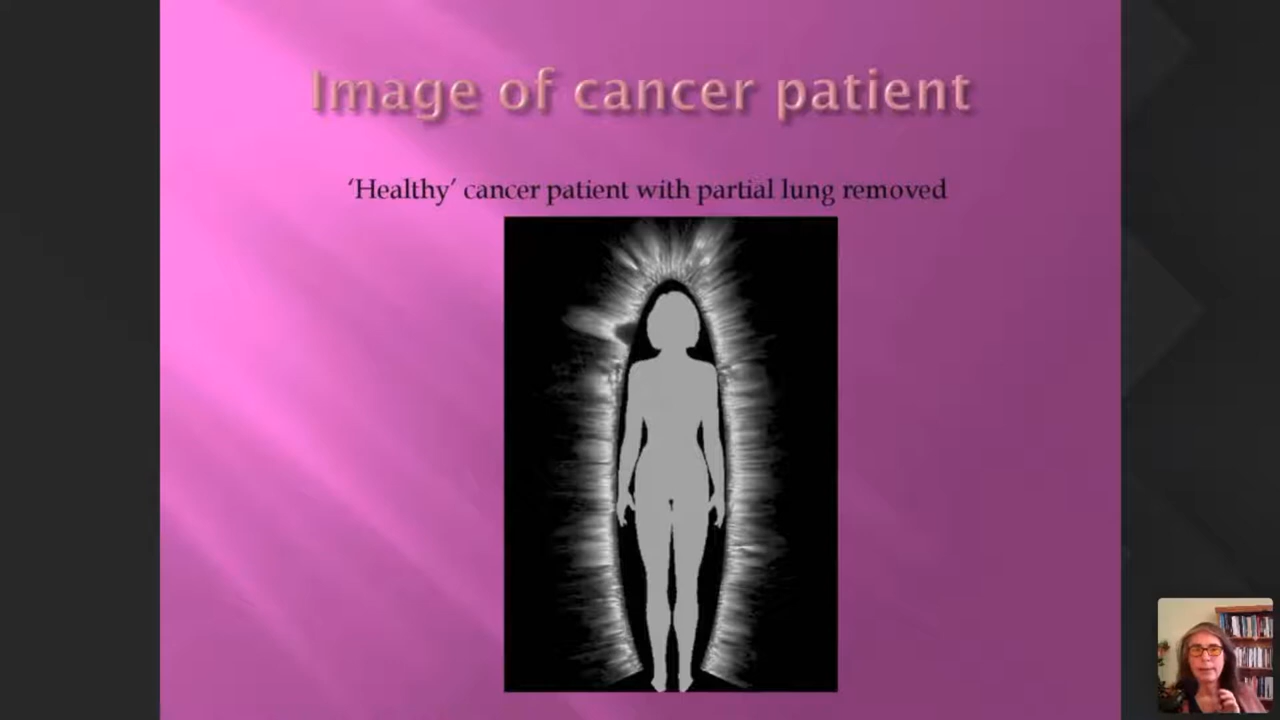 Image of cancer patient
‘Healthy’ cancer patient with partial lung removed